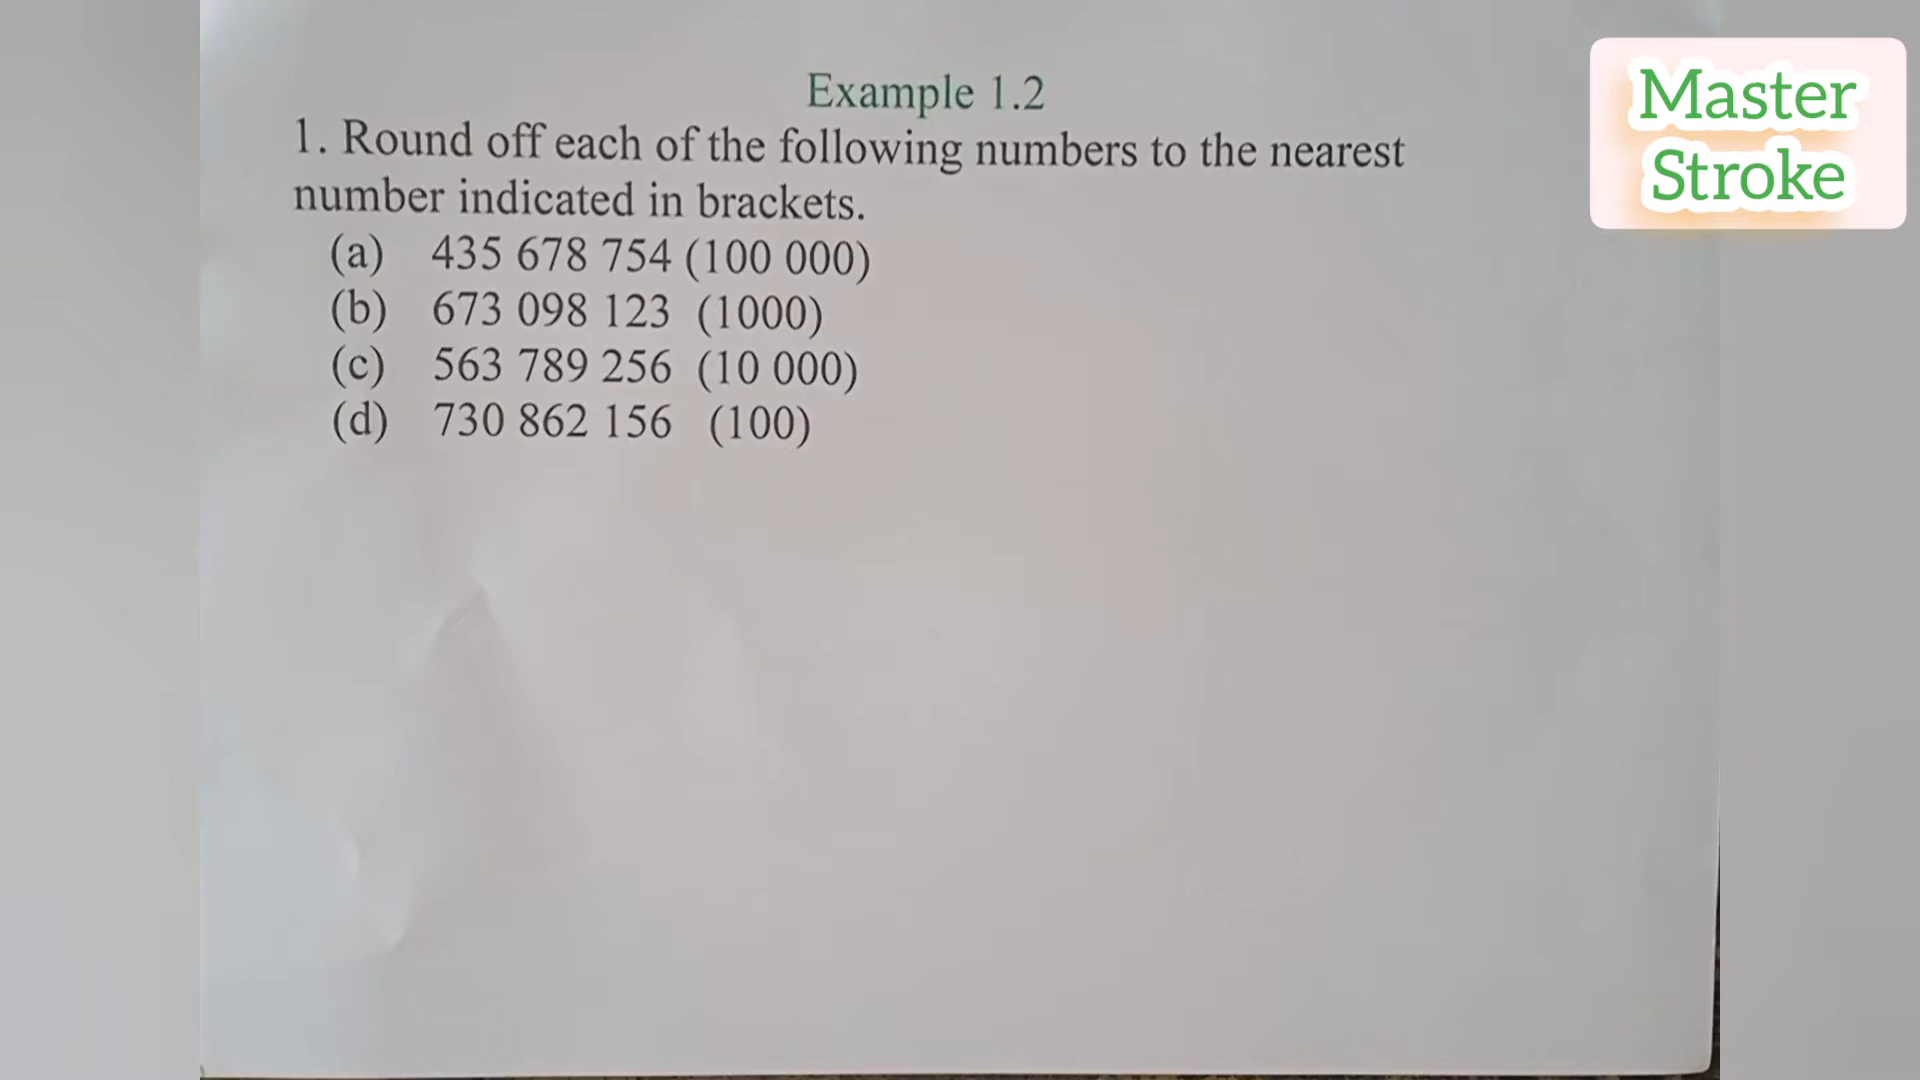 Example 1.2
1. Round off each of the following numbers to the nearest
number indicated in brackets.
(a) 435 678 754 (100 000)
(b) 673 098 123 (1000)
(c) 563 789 256 (10 000)
(d) 730 862 156 (100)
Master
Stroke